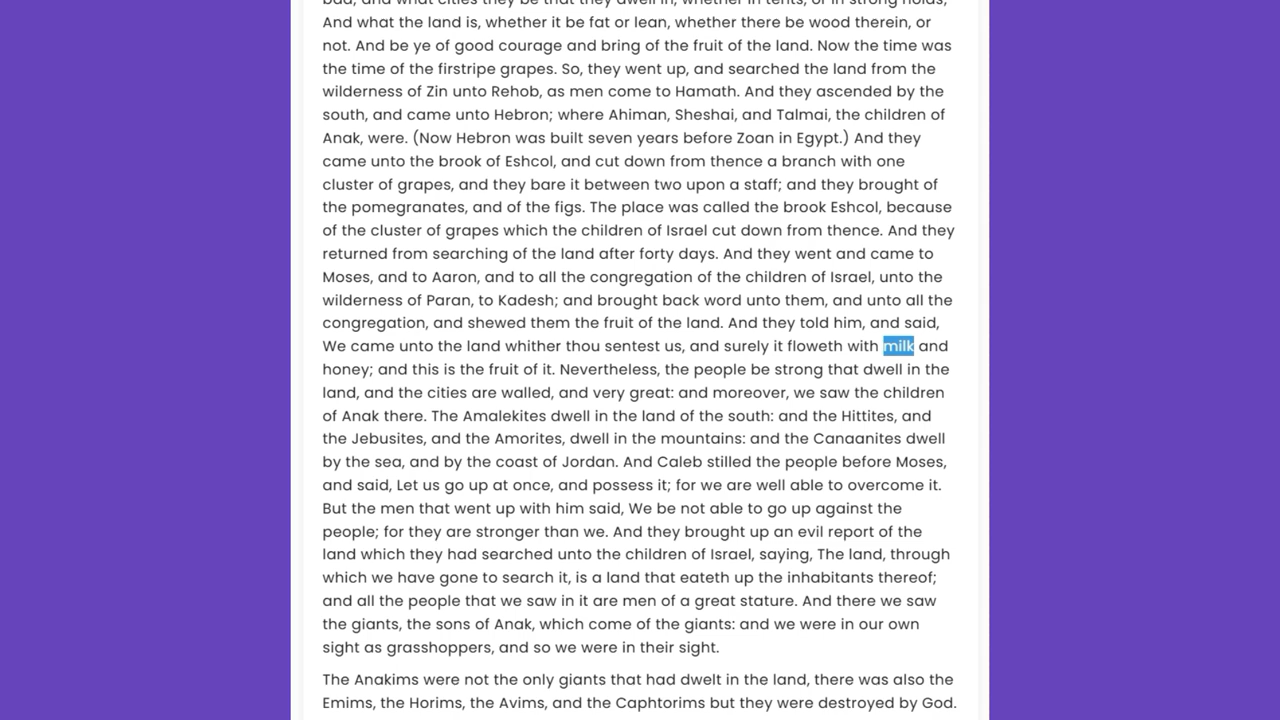 bad; and what cities they be that they dwell in, whether in tents, or in strong holds;
And what the land is, whether it be fat or lean, whether there be wood therein, or
not. And be ye of good courage and bring of the fruit of the land. Now the time was
the time of the firstripe grapes. So, they went up, and searched the land from the
wilderness of Zin unto Rehob, as men come to Hamath. And they ascended by the
south, and came unto Hebron; where Ahiman, Sheshai, and Talmai, the children of
Anak, were. (Now Hebron was built seven years before Zoan in Egypt.) And they
came unto the brook of Eshcol, and cut down from thence a branch with one
cluster of grapes, and they bare it between two upon a staff; and they brought of
the pomegranates, and of the figs. The place was called the brook Eshcol, because
of the cluster of grapes which the children of Israel cut down from thence. And they
returned from searching of the land after forty days. And they went and came to
Moses, and to Aaron, and to all the congregation of the children of Israel, unto the
wilderness of Paran, to Kadesh; and brought back word unto them, and unto all the
congregation, and shewed them the fruit of the land. And they told him, and said,
We came unto the land whither thou sentest us, and surely it floweth with milk and
honey; and this is the fruit of it. Nevertheless, the people be strong that dwell in the
land, and the cities are walled, and very great: and moreover, we saw the children
of Anak there. The Amalekites dwell in the land of the south: and the Hittites, and
the Jebusites, and the Amorites, dwell in the mountains: and the Canaanites dwell
by the sea, and by the coast of Jordan. And Caleb stilled the people before Moses,
and said, Let us go up at once, and possess it; for we are well able to overcome it.
But the men that went up with him said, We be not able to go up against the
people; for they are stronger than we. And they brought up an evil report of the
land which they had searched unto the children of Israel, saying, The land, through
which we have gone to search it, is a land that eateth up the inhabitants thereof;
and all the people that we saw in it are men of a great stature. And there we saw
the giants, the sons of Anak, which come of the giants: and we were in our own
sight as grasshoppers, and so we were in their sight.
The Anakims were not the only giants that had dwelt in the land, there was also the
Emims, the Horims, the Avims, and the Caphtorims but they were destroyed by God.